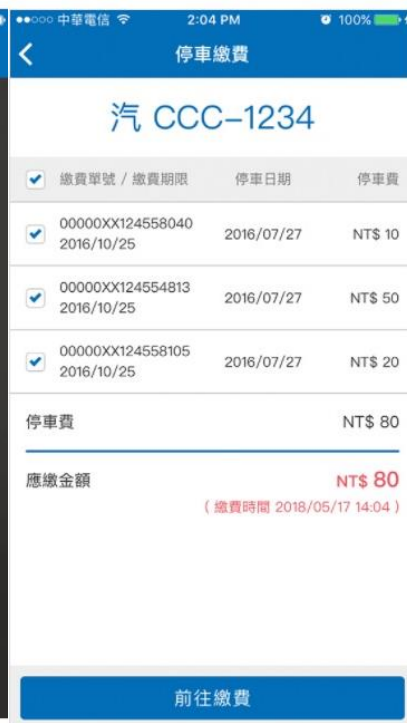 中華電信 2:04 PM 100%
停車繳費
汽 CCC-1234
繳費單號 / 繳費期限 停車日期 停車費
00000XX124558040
2016/10/25 2016/07/27 NT$ 10
00000XX124554813
2016/10/25 2016/07/27 NT$ 50
00000XX124558105
2016/10/25 2016/07/27 NT$ 20
停車費 NT$ 80
應繳金額 NT$ 80
( 繳費時間 2018/05/17 14:04 )
前往繳費